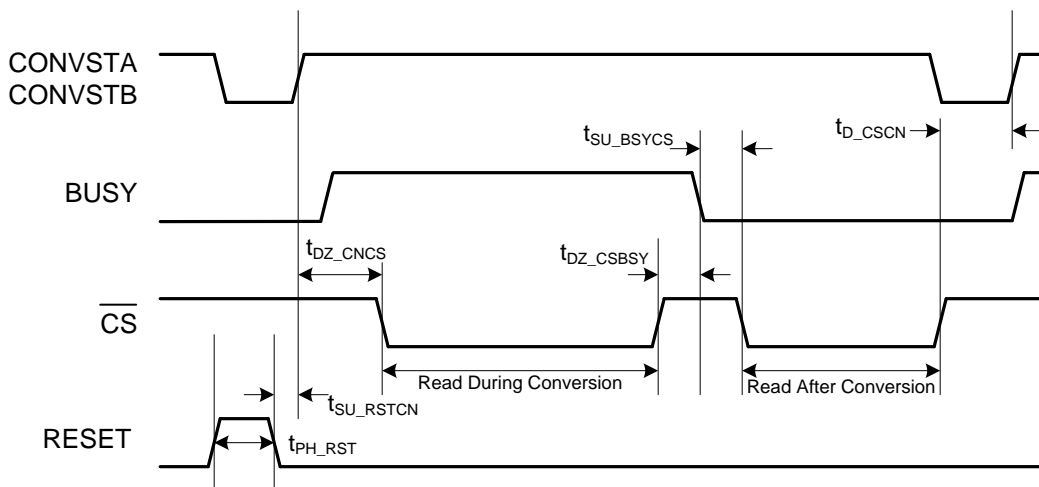 CONVSTA
CONVSTB
t_D_CSCN
t_SU_BSYCS
BUSY
t_DZ_CNCS
t_DZ_CSBSY
CS
Read During Conversion
Read After Conversion
t_SU_RSTCN
RESET
t_PH_RST